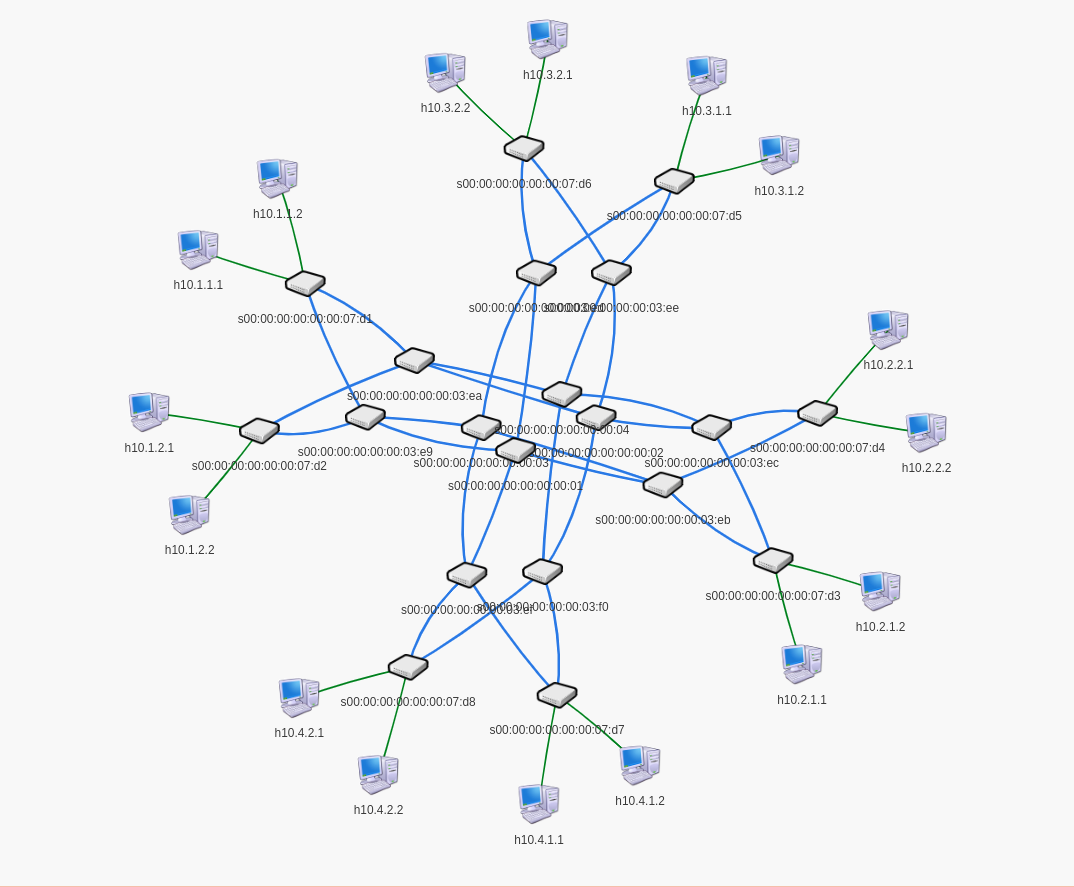 h10.3.2.1
h10.3.2.2
h10.3.1.1
h10.3.1.2
s00:00:00:00:00:00:07:d6
h10.1.1.2
s00:00:00:00:00:00:07:d5
h10.1.1.1
s00:00:00:00:00:00:03:ed
s00:00:00:00:00:00:03:ee
s00:00:00:00:00:00:07:d1
h10.2.2.1
s00:00:00:00:00:00:03:ea
s00:00:00:00:00:00:00:04
h10.1.2.1
s00:00:00:00:00:00:07:d4
s00:00:00:00:00:00:03:e9
s00:00:00:00:00:00:00:02
s00:00:00:00:00:00:07:d2
s00:00:00:00:00:00:00:03
s00:00:00:00:00:00:03:ec
h10.2.2.2
s00:00:00:00:00:00:00:01
s00:00:00:00:00:00:03:eb
h10.1.2.2
s00:00:00:00:00:00:07:d3
s00:00:00:00:00:00:03:ef
s00:00:00:00:00:00:03:f0
h10.2.1.2
s00:00:00:00:00:00:07:d8
h10.2.1.1
s00:00:00:00:00:00:07:d7
h10.4.2.1
h10.4.1.2
h10.4.2.2
h10.4.1.1